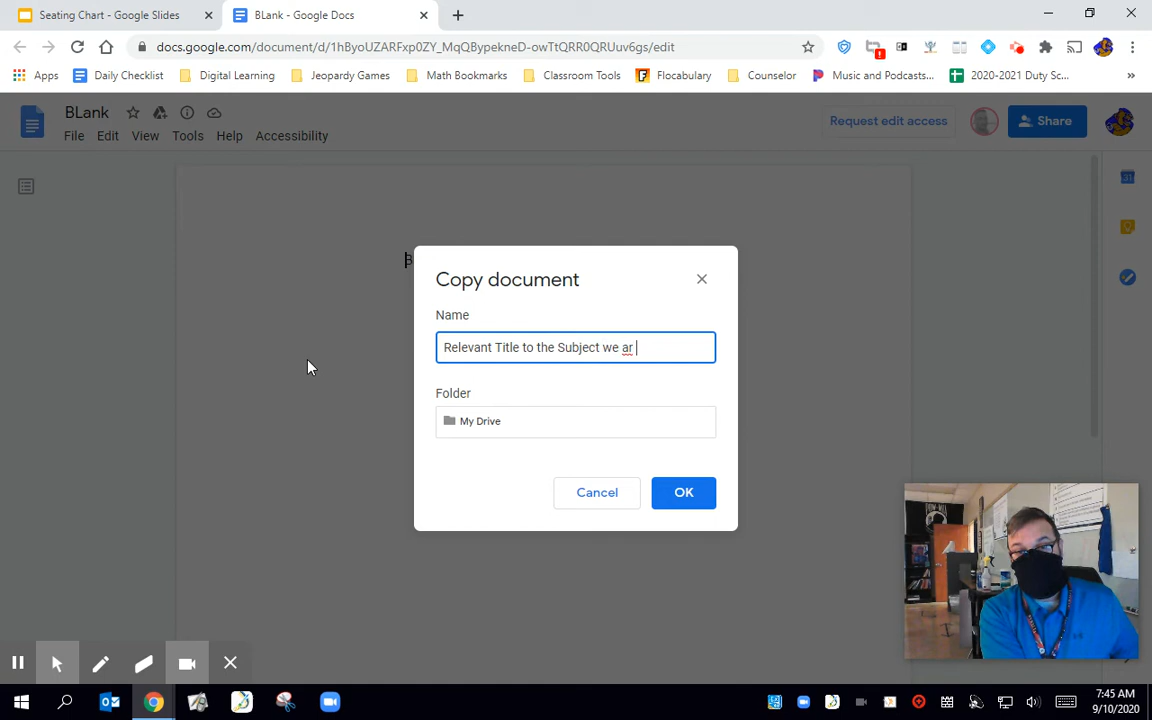 Seating Chart - Google Slides
BLank - Google Docs
docs.google.com/document/d/1hByoUZARFxp0ZY_MqQBypekneD-owTtQRR0QRUuv6gs/edit
Apps
Daily Checklist
Digital Learning
Jeopardy Games
Math Bookmarks
Classroom Tools
Flocabulary
Counselor
Music and Podcasts...
2020-2021 Duty Sc...
BLank
File
Edit
View
Tools
Help
Accessibility
Request edit access
Share
Copy document
Name
Relevant Title to the Subject we ar
Folder
My Drive
Cancel
OK
7:45 AM
9/10/2020